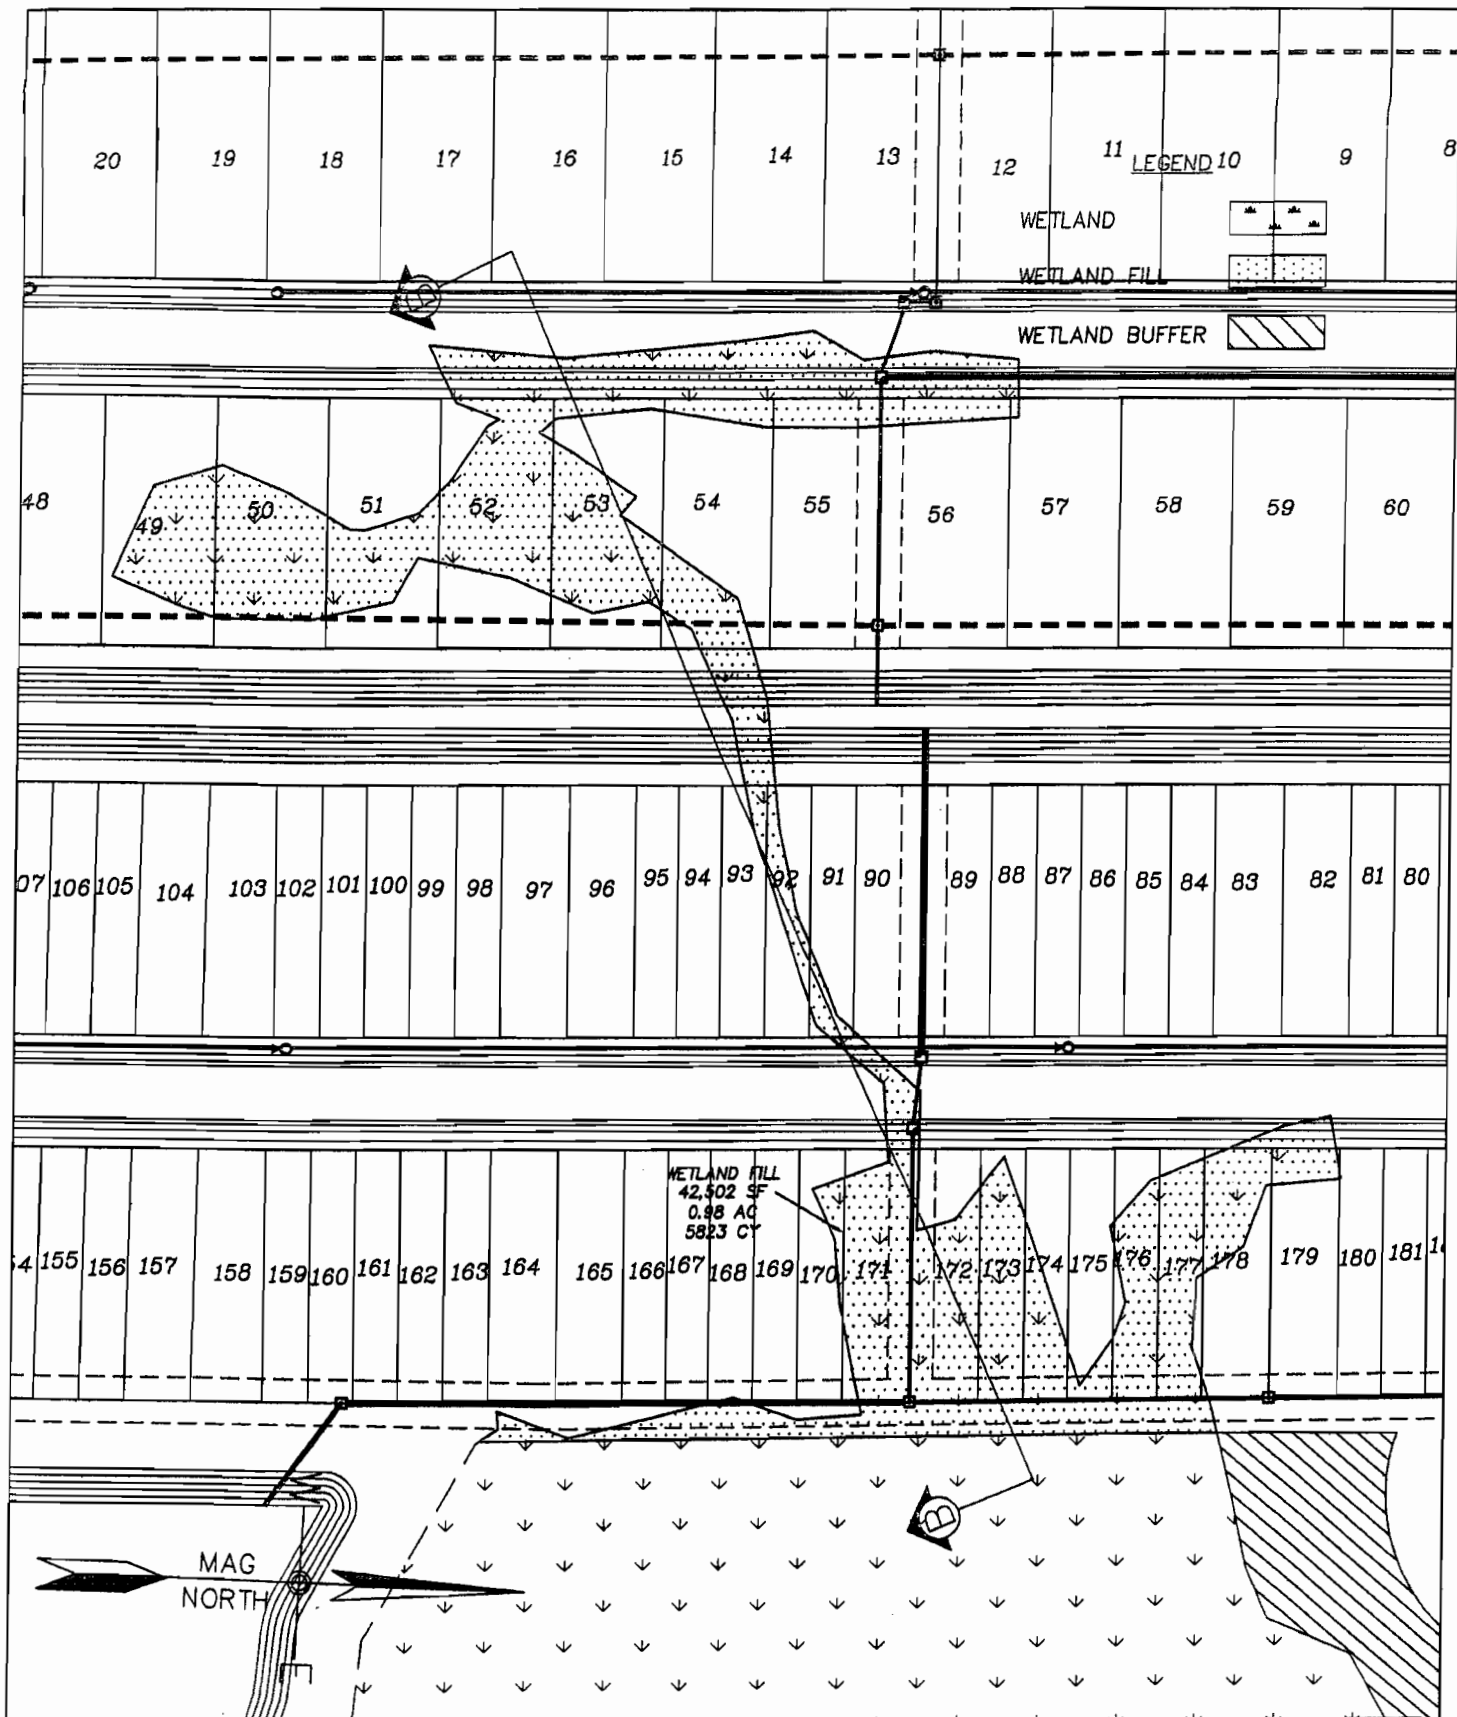 20 19 18 17 16 15 14 13 12 11 10 9 8
LEGEND
WETLAND
WETLAND FILL
WETLAND BUFFER
B
48 49 50 51 52 53 54 55 56 57 58 59 60
07 106 105 104 103 102 101 100 99 98 97 96 95 94 93 92 91 90 89 88 87 86 85 84 83 82 81 80
WETLAND FILL
42,502 SF
0.98 AC
5823 CY
54 155 156 157 158 159 160 161 162 163 164 165 166 167 168 169 170 171 172 173 174 175 176 177 178 179 180 181
B
MAG
NORTH
E